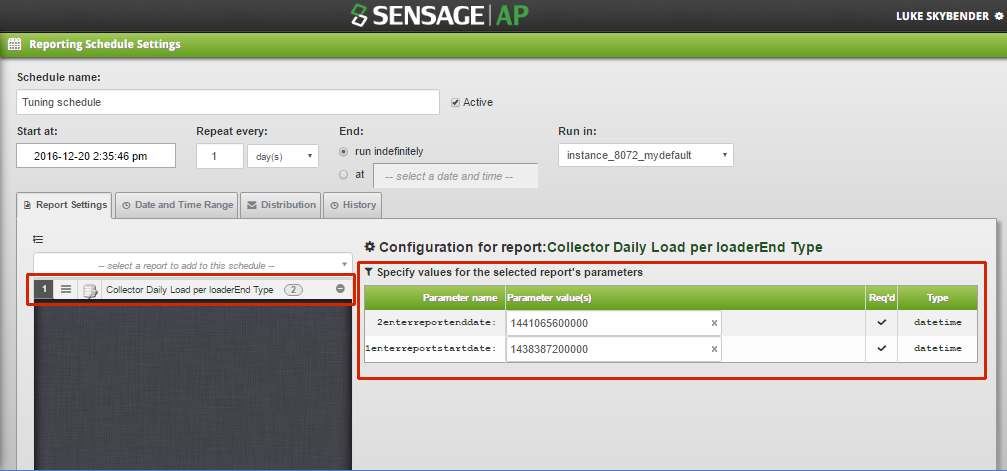 SENSAGE AP
LUKE SKYBENDER
Reporting Schedule Settings
Schedule name:
Tuning schedule
Active
Start at:
Repeat every:
End:
Run in:
2016-12-20 2:35:46 pm
1
day(s)
run indefinitely
instance_8072_mydefault
at
-- select a date and time --
Report Settings
Date and Time Range
Distribution
History
-- select a report to add to this schedule --
1
Collector Daily Load per loaderEnd Type
2
Configuration for report:Collector Daily Load per loaderEnd Type
Specify values for the selected report's parameters
Parameter name Parameter value(s) Req'd Type
2enterreportenddate: 1441065600000 x datetime
1enterreportstartdate: 1438387200000 x datetime